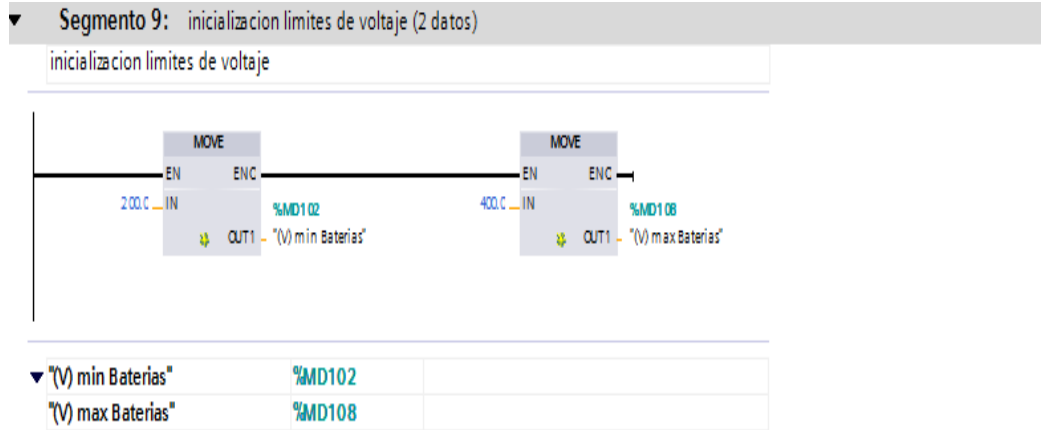 Segmento 9: inicializacion limites de voltaje (2 datos)
inicializacion limites de voltaje
MOVE MOVE
EN ENO EN ENO
200.0 IN %MD102 400.0 IN %MD108
OUT1 "(V) min Baterias" OUT1 "(V) max Baterias"
"(V) min Baterias" %MD102
"(V) max Baterias" %MD108